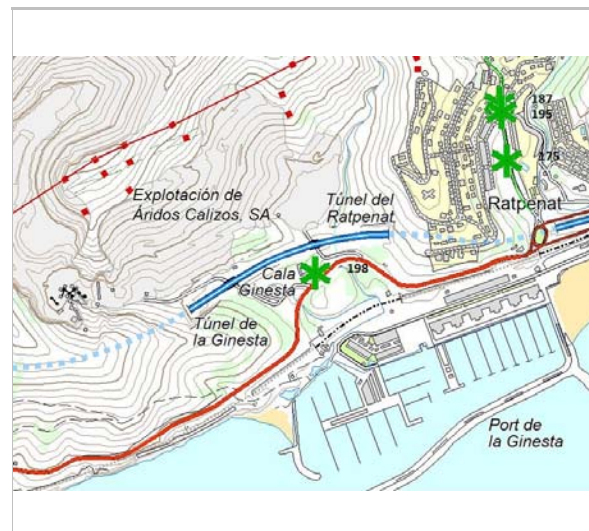 187
195
175
Ratpenat
Explotación de
Áridos Calizos, SA
Túnel del
Ratpenat
Cala
Ginesta
198
Túnel de
la Ginesta
Port de
la Ginesta